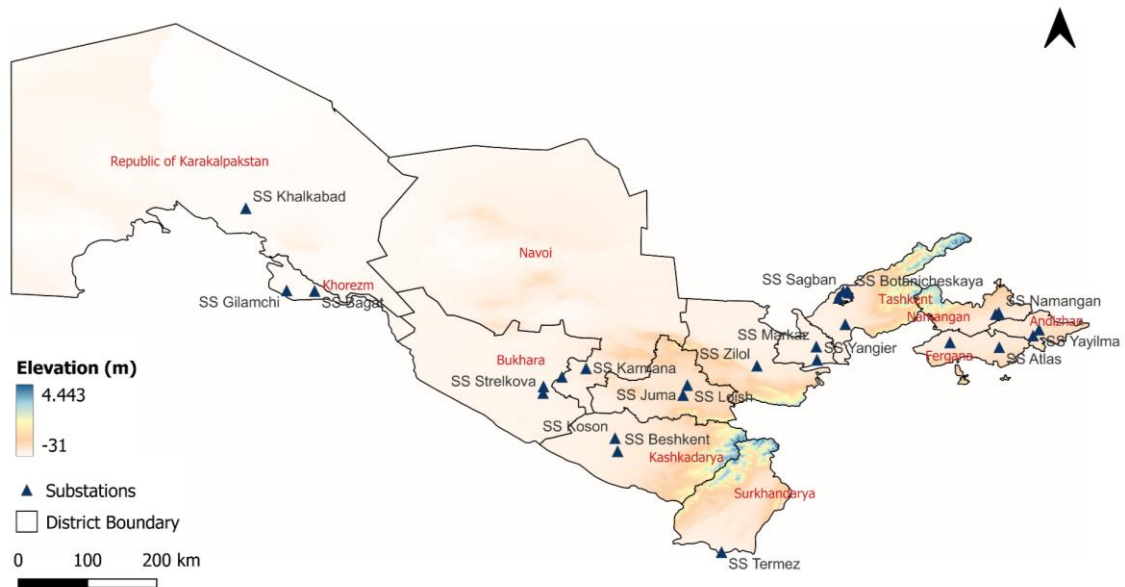 Republic of Karakalpakstan
SS Khalkabad
Navoi
SS Sagban
SS Botanicheskaya
Tashkent
SS Gilamchi
Khorezm
SS Bagat
SS Namangan
Namangan
Andizhan
SS Markaz
SS Yangier
SS Yayilma
Fergana
SS Atlas
Bukhara
SS Zilol
SS Karmana
SS Strelkova
SS Juma
SS Loish
SS Koson
SS Beshkent
Kashkadarya
Surkhandarya
SS Termez
Elevation (m)
4,443
-31
Substations
District Boundary
0 100 200 km